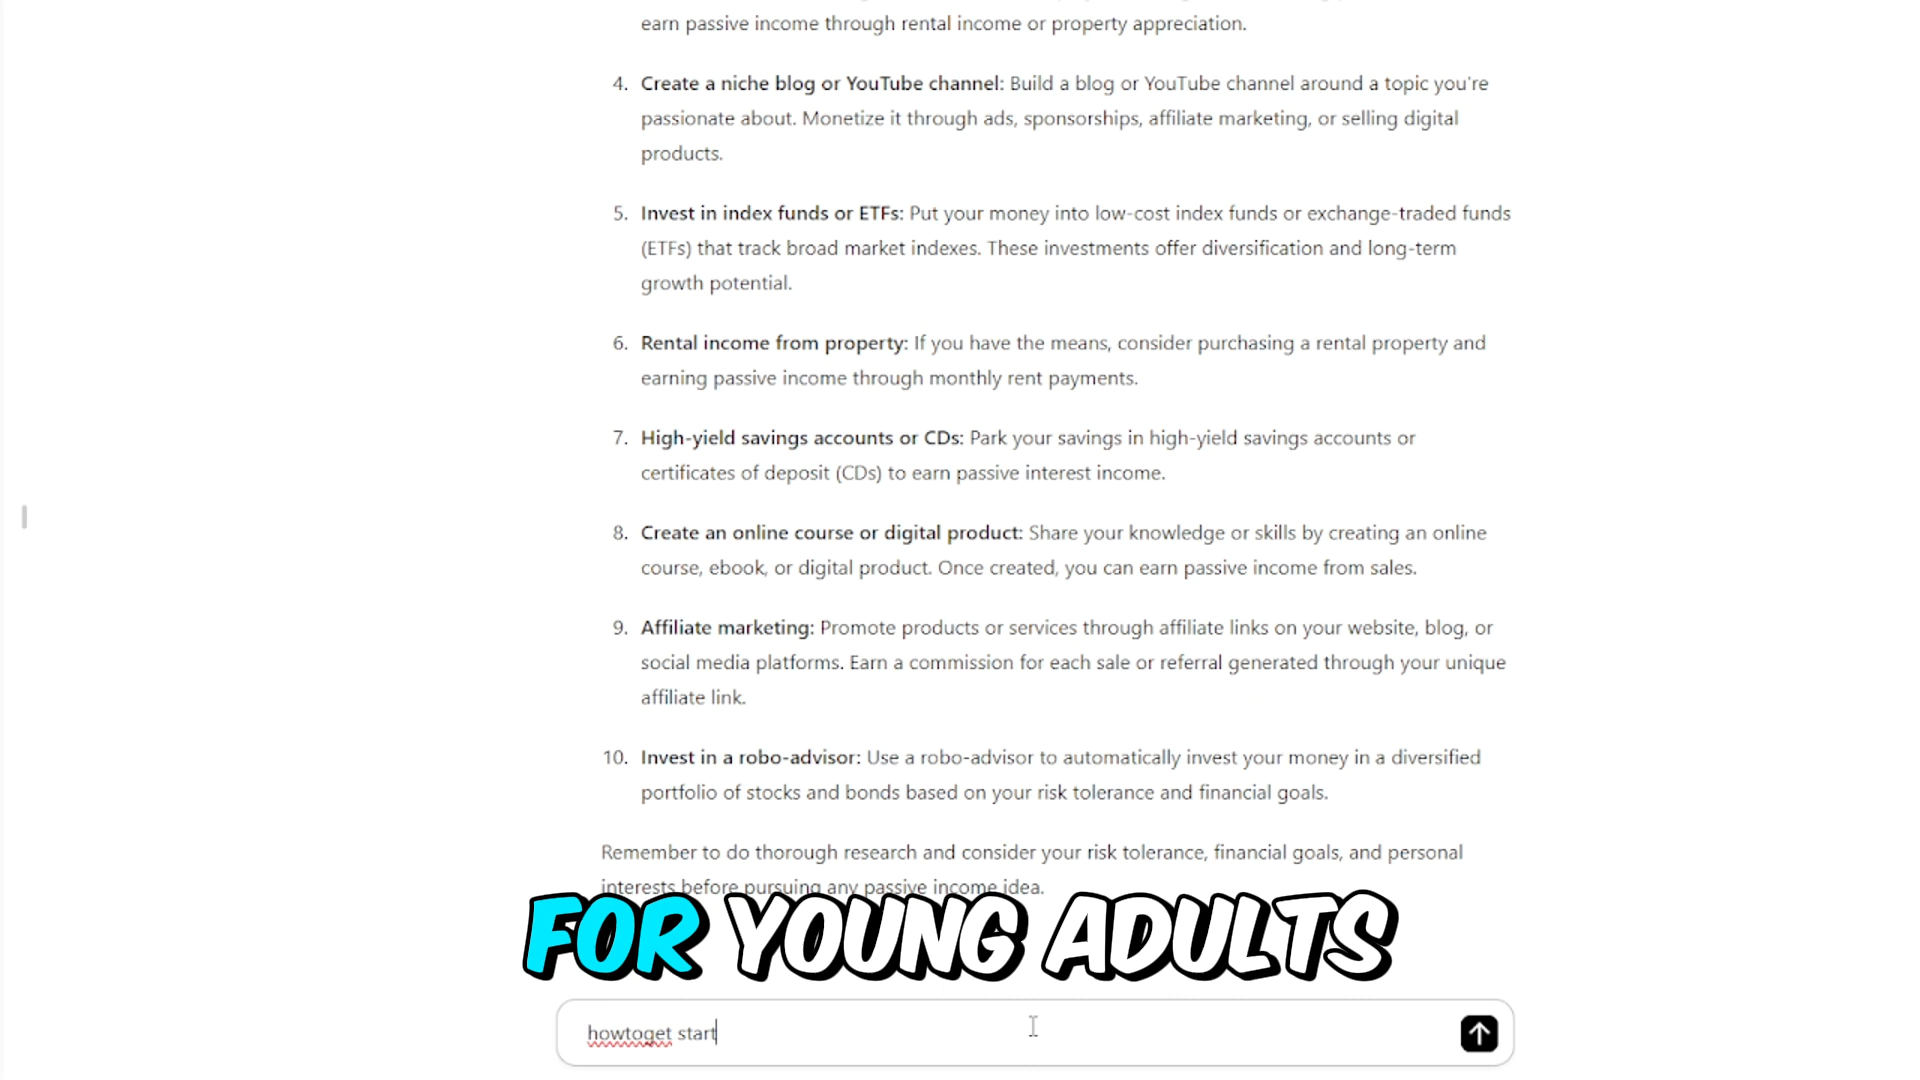 earn passive income through rental income or property appreciation.
4. Create a niche blog or YouTube channel: Build a blog or YouTube channel around a topic you're
passionate about. Monetize it through ads, sponsorships, affiliate marketing, or selling digital
products.
5. Invest in index funds or ETFs: Put your money into low-cost index funds or exchange-traded funds
(ETFs) that track broad market indexes. These investments offer diversification and long-term
growth potential.
6. Rental income from property: If you have the means, consider purchasing a rental property and
earning passive income through monthly rent payments.
7. High-yield savings accounts or CDs: Park your savings in high-yield savings accounts or
certificates of deposit (CDs) to earn passive interest income.
8. Create an online course or digital product: Share your knowledge or skills by creating an online
course, ebook, or digital product. Once created, you can earn passive income from sales.
9. Affiliate marketing: Promote products or services through affiliate links on your website, blog, or
social media platforms. Earn a commission for each sale or referral generated through your unique
affiliate link.
10. Invest in a robo-advisor: Use a robo-advisor to automatically invest your money in a diversified
portfolio of stocks and bonds based on your risk tolerance and financial goals.
Remember to do thorough research and consider your risk tolerance, financial goals, and personal
interests before pursuing any passive income idea.
FOR YOUNG ADULTS
howtoget start